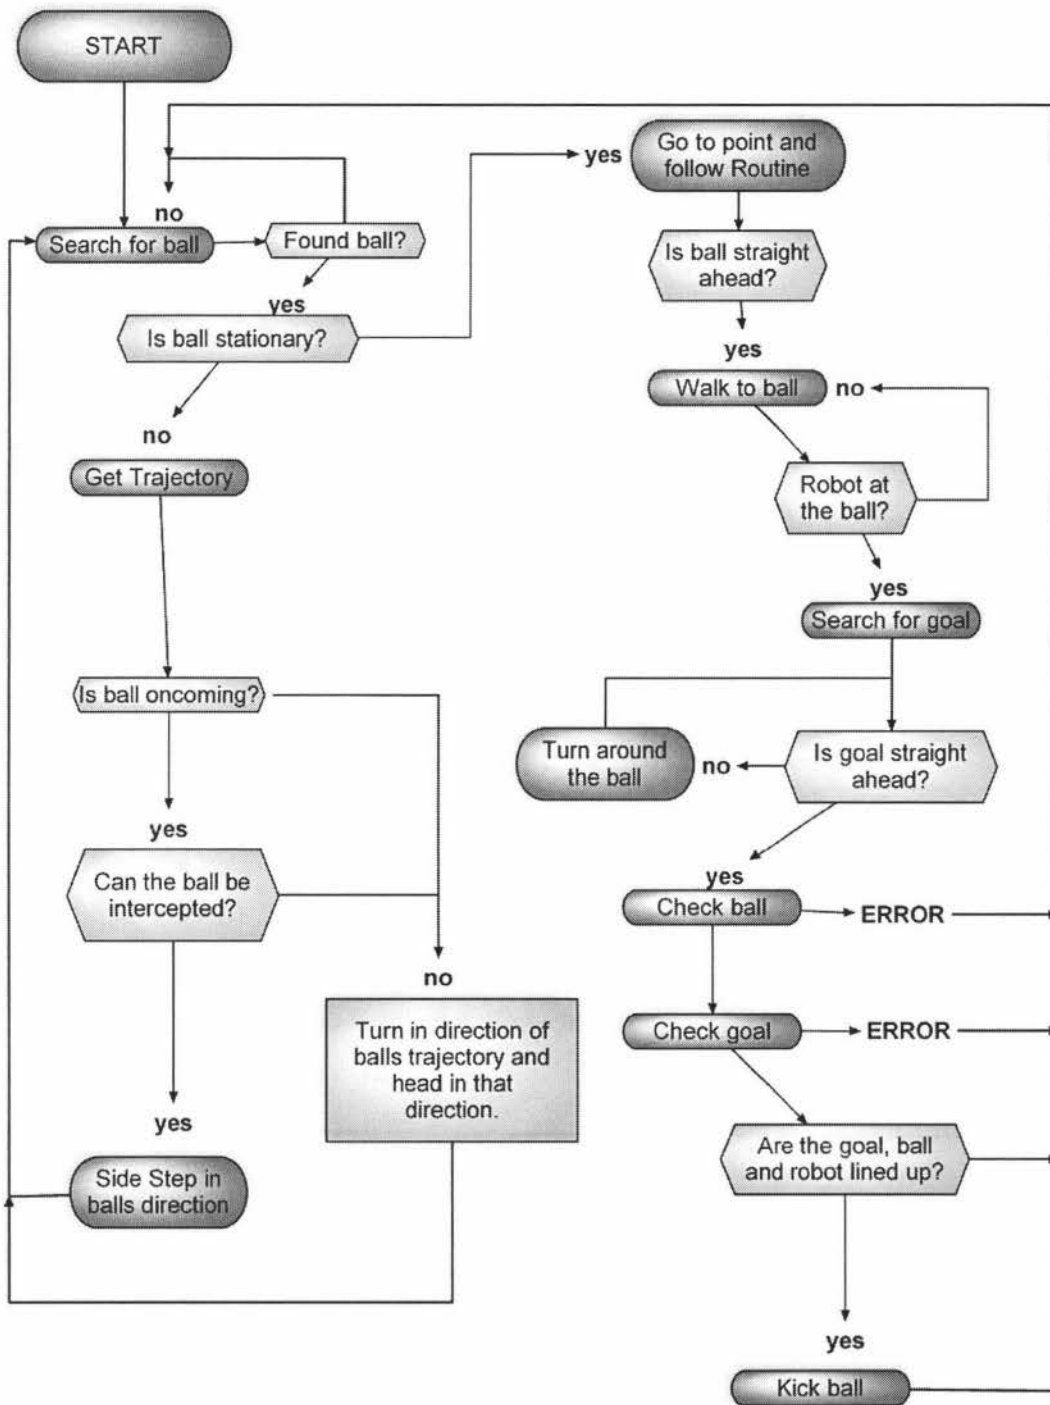 START
no
Search for ball
Found ball?
yes
Is ball stationary?
no
Get Trajectory
Is ball oncoming?
yes
Can the ball be
intercepted?
yes
Side Step in
balls direction
no
Turn in direction of
balls trajectory and
head in that
direction.
yes
Go to point and
follow Routine
Is ball straight
ahead?
yes
Walk to ball
no
Robot at
the ball?
yes
Search for goal
Is goal straight
ahead?
no
Turn around
the ball
yes
Check ball
ERROR
Check goal
ERROR
Are the goal, ball
and robot lined up?
yes
Kick ball